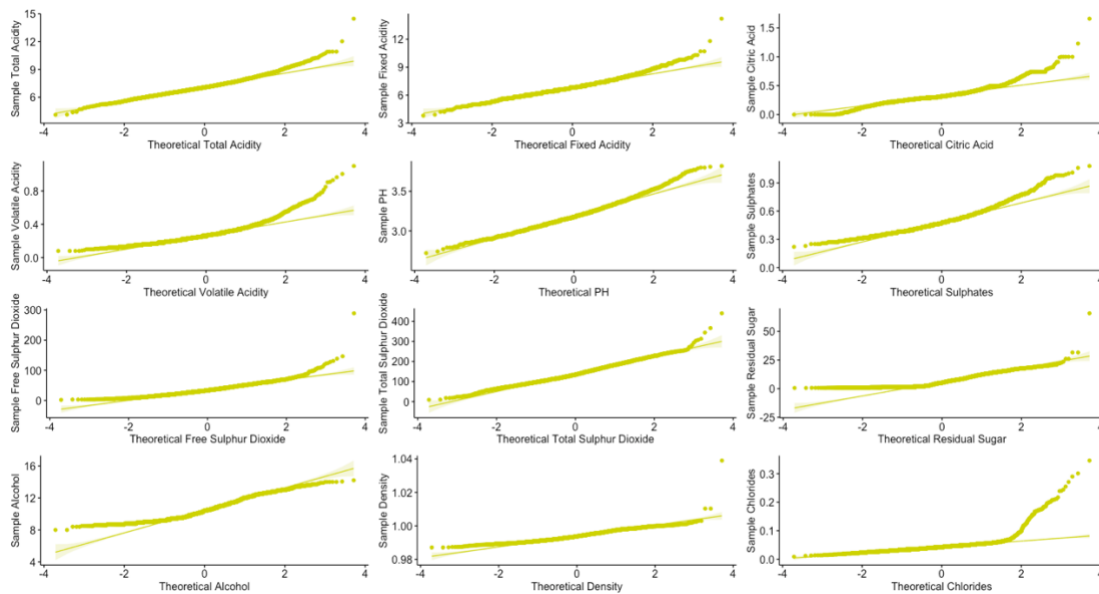 Sample Total Acidity
15
12
9
6
-4 -2 0 2 4
Theoretical Total Acidity
Sample Fixed Acidity
15
12
9
6
3
-4 -2 0 2 4
Theoretical Fixed Acidity
Sample Citric Acid
1.5
1.0
0.5
0.0
-4 -2 0 2 4
Theoretical Citric Acid
Sample Volatile Acidity
0.8
0.4
0.0
-4 -2 0 2 4
Theoretical Volatile Acidity
Sample PH
3.5
3.0
-4 -2 0 2 4
Theoretical PH
Sample Sulphates
0.9
0.6
0.3
0.0
-4 -2 0 2 4
Theoretical Sulphates
Sample Free Sulphur Dioxide
300
200
100
0
-4 -2 0 2 4
Theoretical Free Sulphur Dioxide
Sample Total Sulphur Dioxide
400
300
200
100
0
-4 -2 0 2 4
Theoretical Total Sulphur Dioxide
Sample Residual Sugar
50
25
0
-25
-4 -2 0 2 4
Theoretical Residual Sugar
Sample Alcohol
16
12
8
4
-4 -2 0 2 4
Theoretical Alcohol
Sample Density
1.04
1.02
1.00
0.98
-4 -2 0 2 4
Theoretical Density
Sample Chlorides
0.3
0.2
0.1
0.0
-4 -2 0 2 4
Theoretical Chlorides